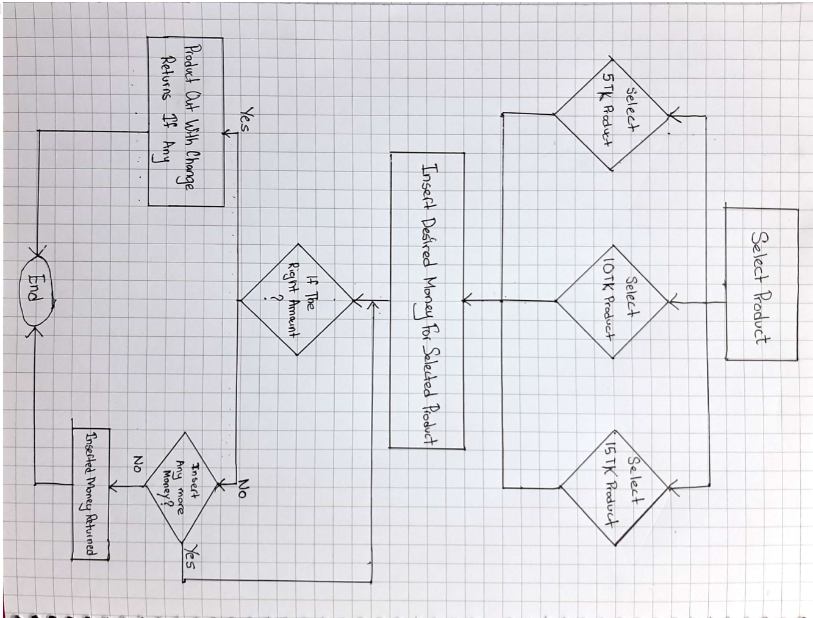 Select Product
Select
5TK Product
Select
10TK Product
Select
15TK Product
Insert Desired Money For Selected Product
If The
Right Amount
?
Yes
No
Product Out With Change
Returns If Any
Insert
Any more
Money?
Yes
No
Inserted Money Returned
End